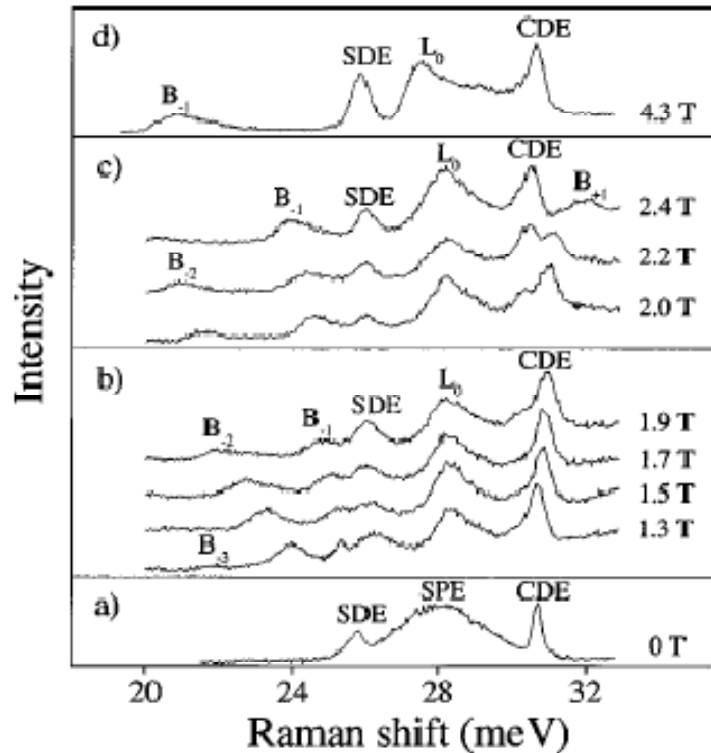 d)
B₋₁
SDE
L₀
CDE
4.3 T
c)
B₋₁
SDE
L₀
CDE
B₊₁
2.4 T
B₋₂
2.2 T
2.0 T
b)
B₋₂
B₋₁
SDE
L₀
CDE
1.9 T
1.7 T
1.5 T
B₋₃
1.3 T
a)
SDE
SPE
CDE
0 T
Intensity
20 24 28 32
Raman shift (meV)